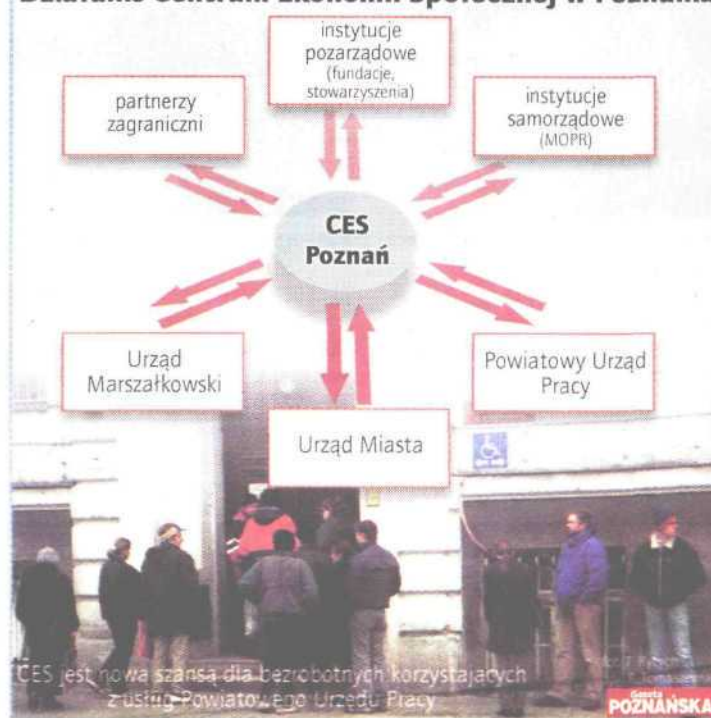 Działanie Centrum Ekonomii Społecznej w Poznaniu
instytucje
pozarządowe
(fundacje,
stowarzyszenia)
partnerzy
zagraniczni
instytucje
samorządowe
(MOPR)
CES
Poznań
Urząd
Marszałkowski
Powiatowy Urząd
Pracy
Urząd Miasta
CES jest nową szansą dla bezrobotnych korzystających
z usług Powiatowego Urzędu Pracy
Gazeta
POZNAŃSKA